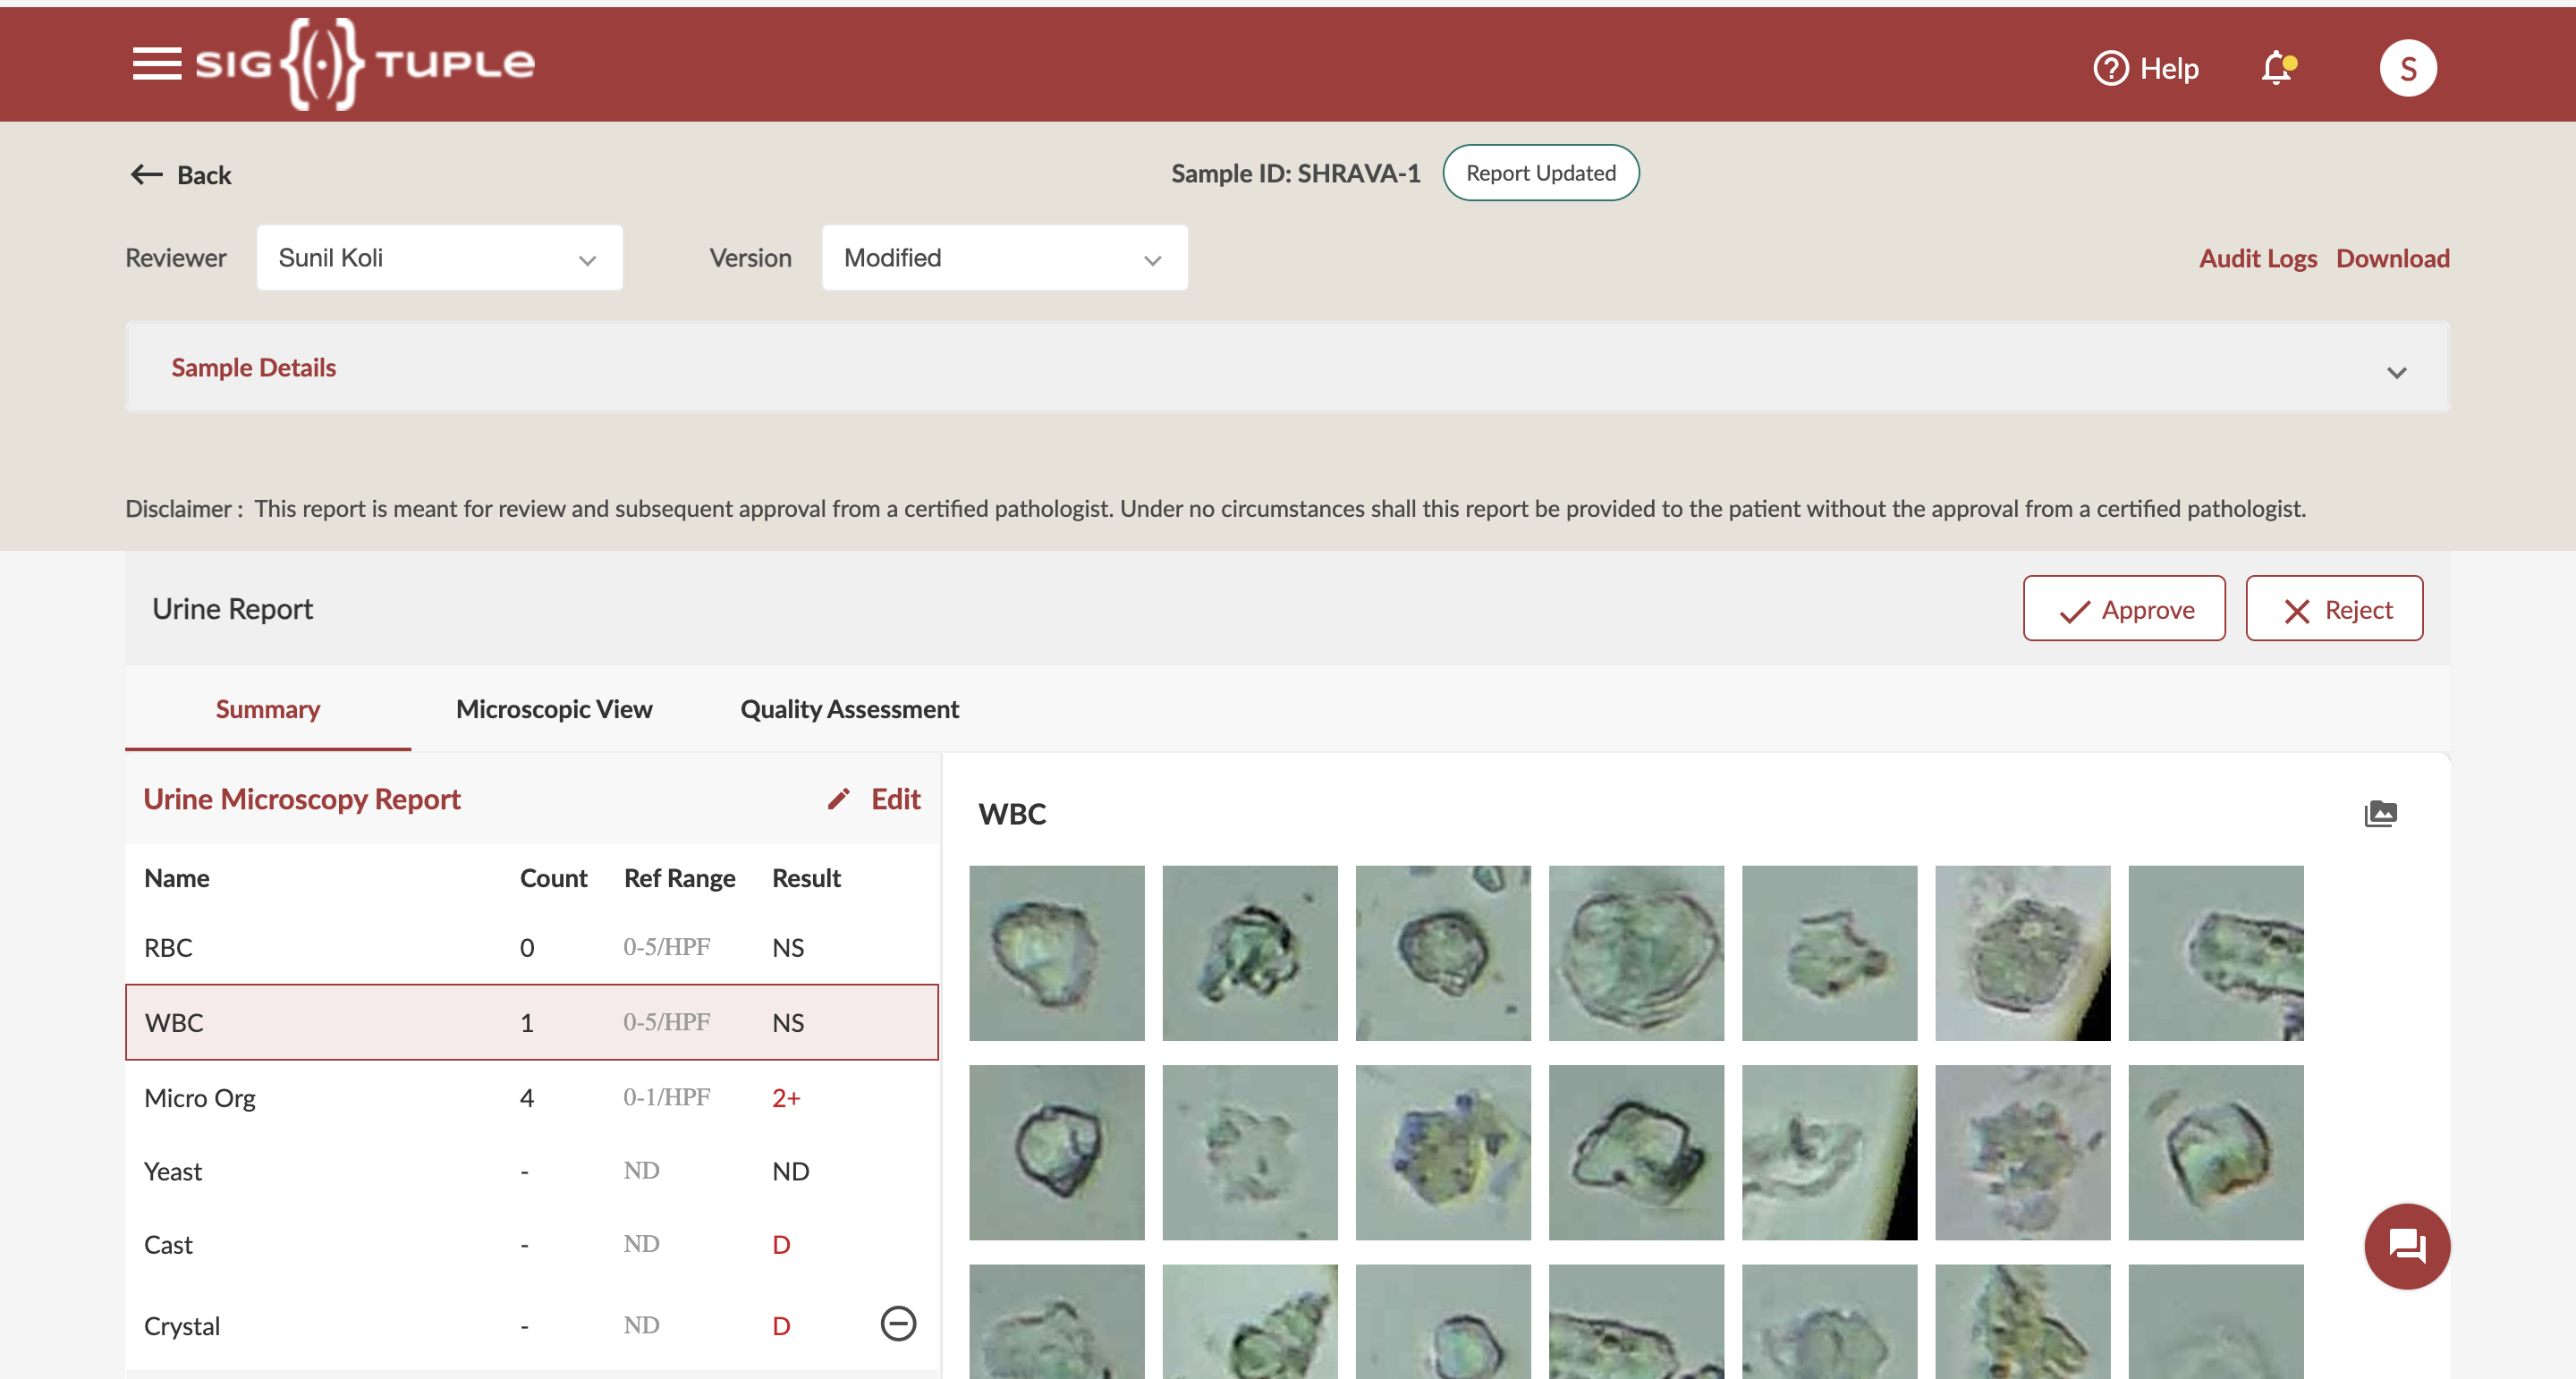 SIG{(·)}TUPLE
Help
S
Back
Sample ID: SHRAVA-1
Report Updated
Reviewer
Sunil Koli
Version
Modified
Audit Logs
Download
Sample Details
Disclaimer : This report is meant for review and subsequent approval from a certified pathologist. Under no circumstances shall this report be provided to the patient without the approval from a certified pathologist.
Urine Report
Approve
Reject
Summary
Microscopic View
Quality Assessment
Urine Microscopy Report
Edit
Name Count Ref Range Result
RBC 0 0-5/HPF NS
WBC 1 0-5/HPF NS
Micro Org 4 0-1/HPF 2+
Yeast - ND ND
Cast - ND D
Crystal - ND D
WBC